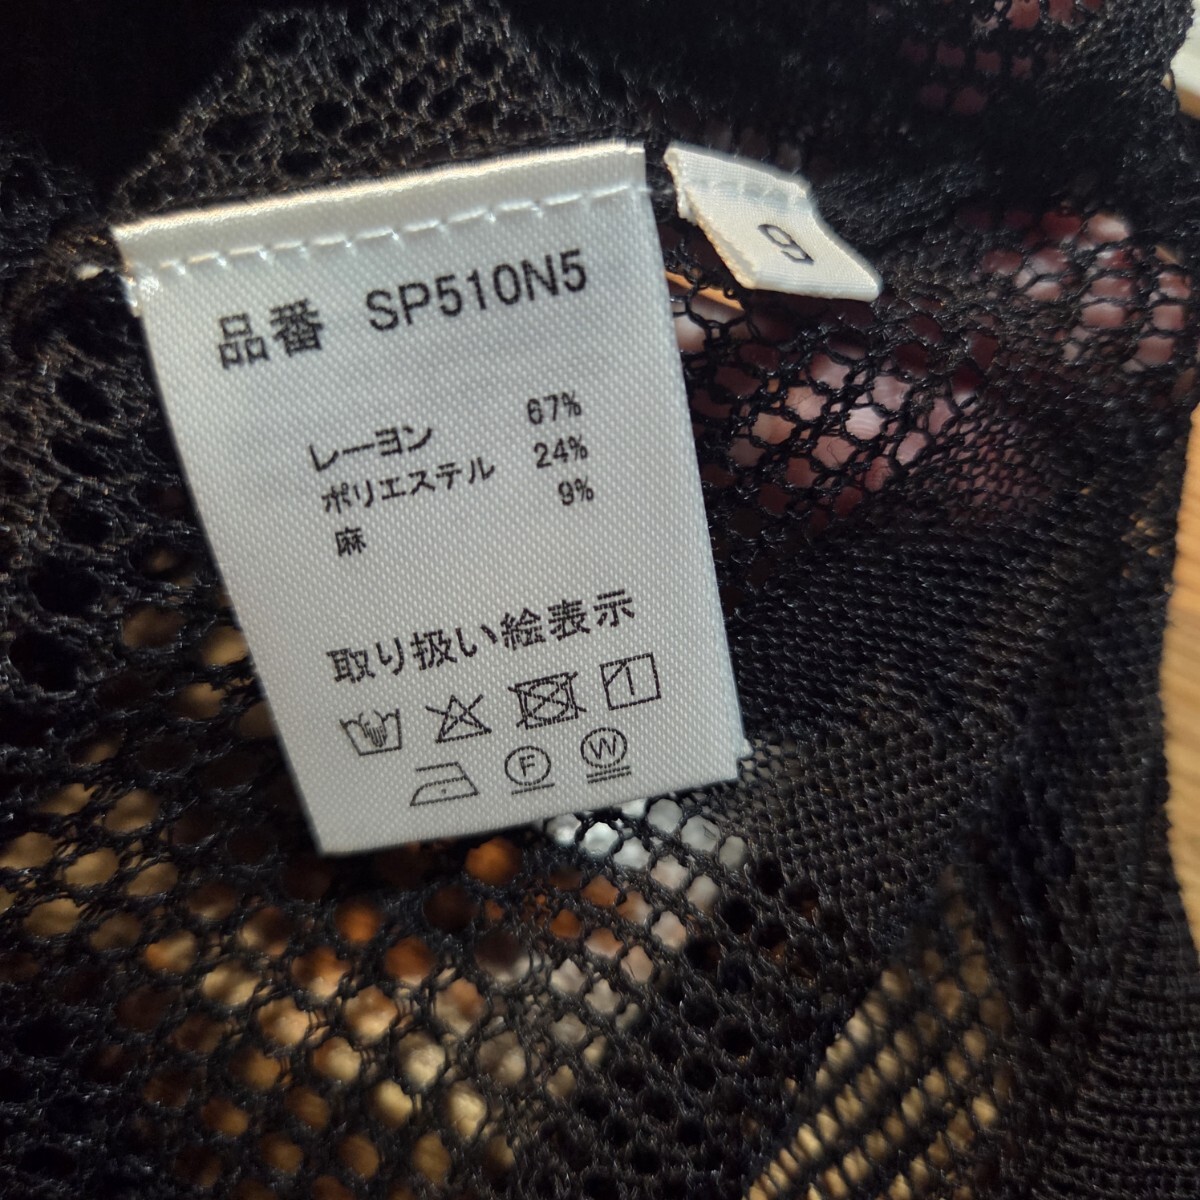 品番 SP510N5
レーヨン 67%
ポリエステル 24%
麻 9%
取り扱い絵表示
F W
9